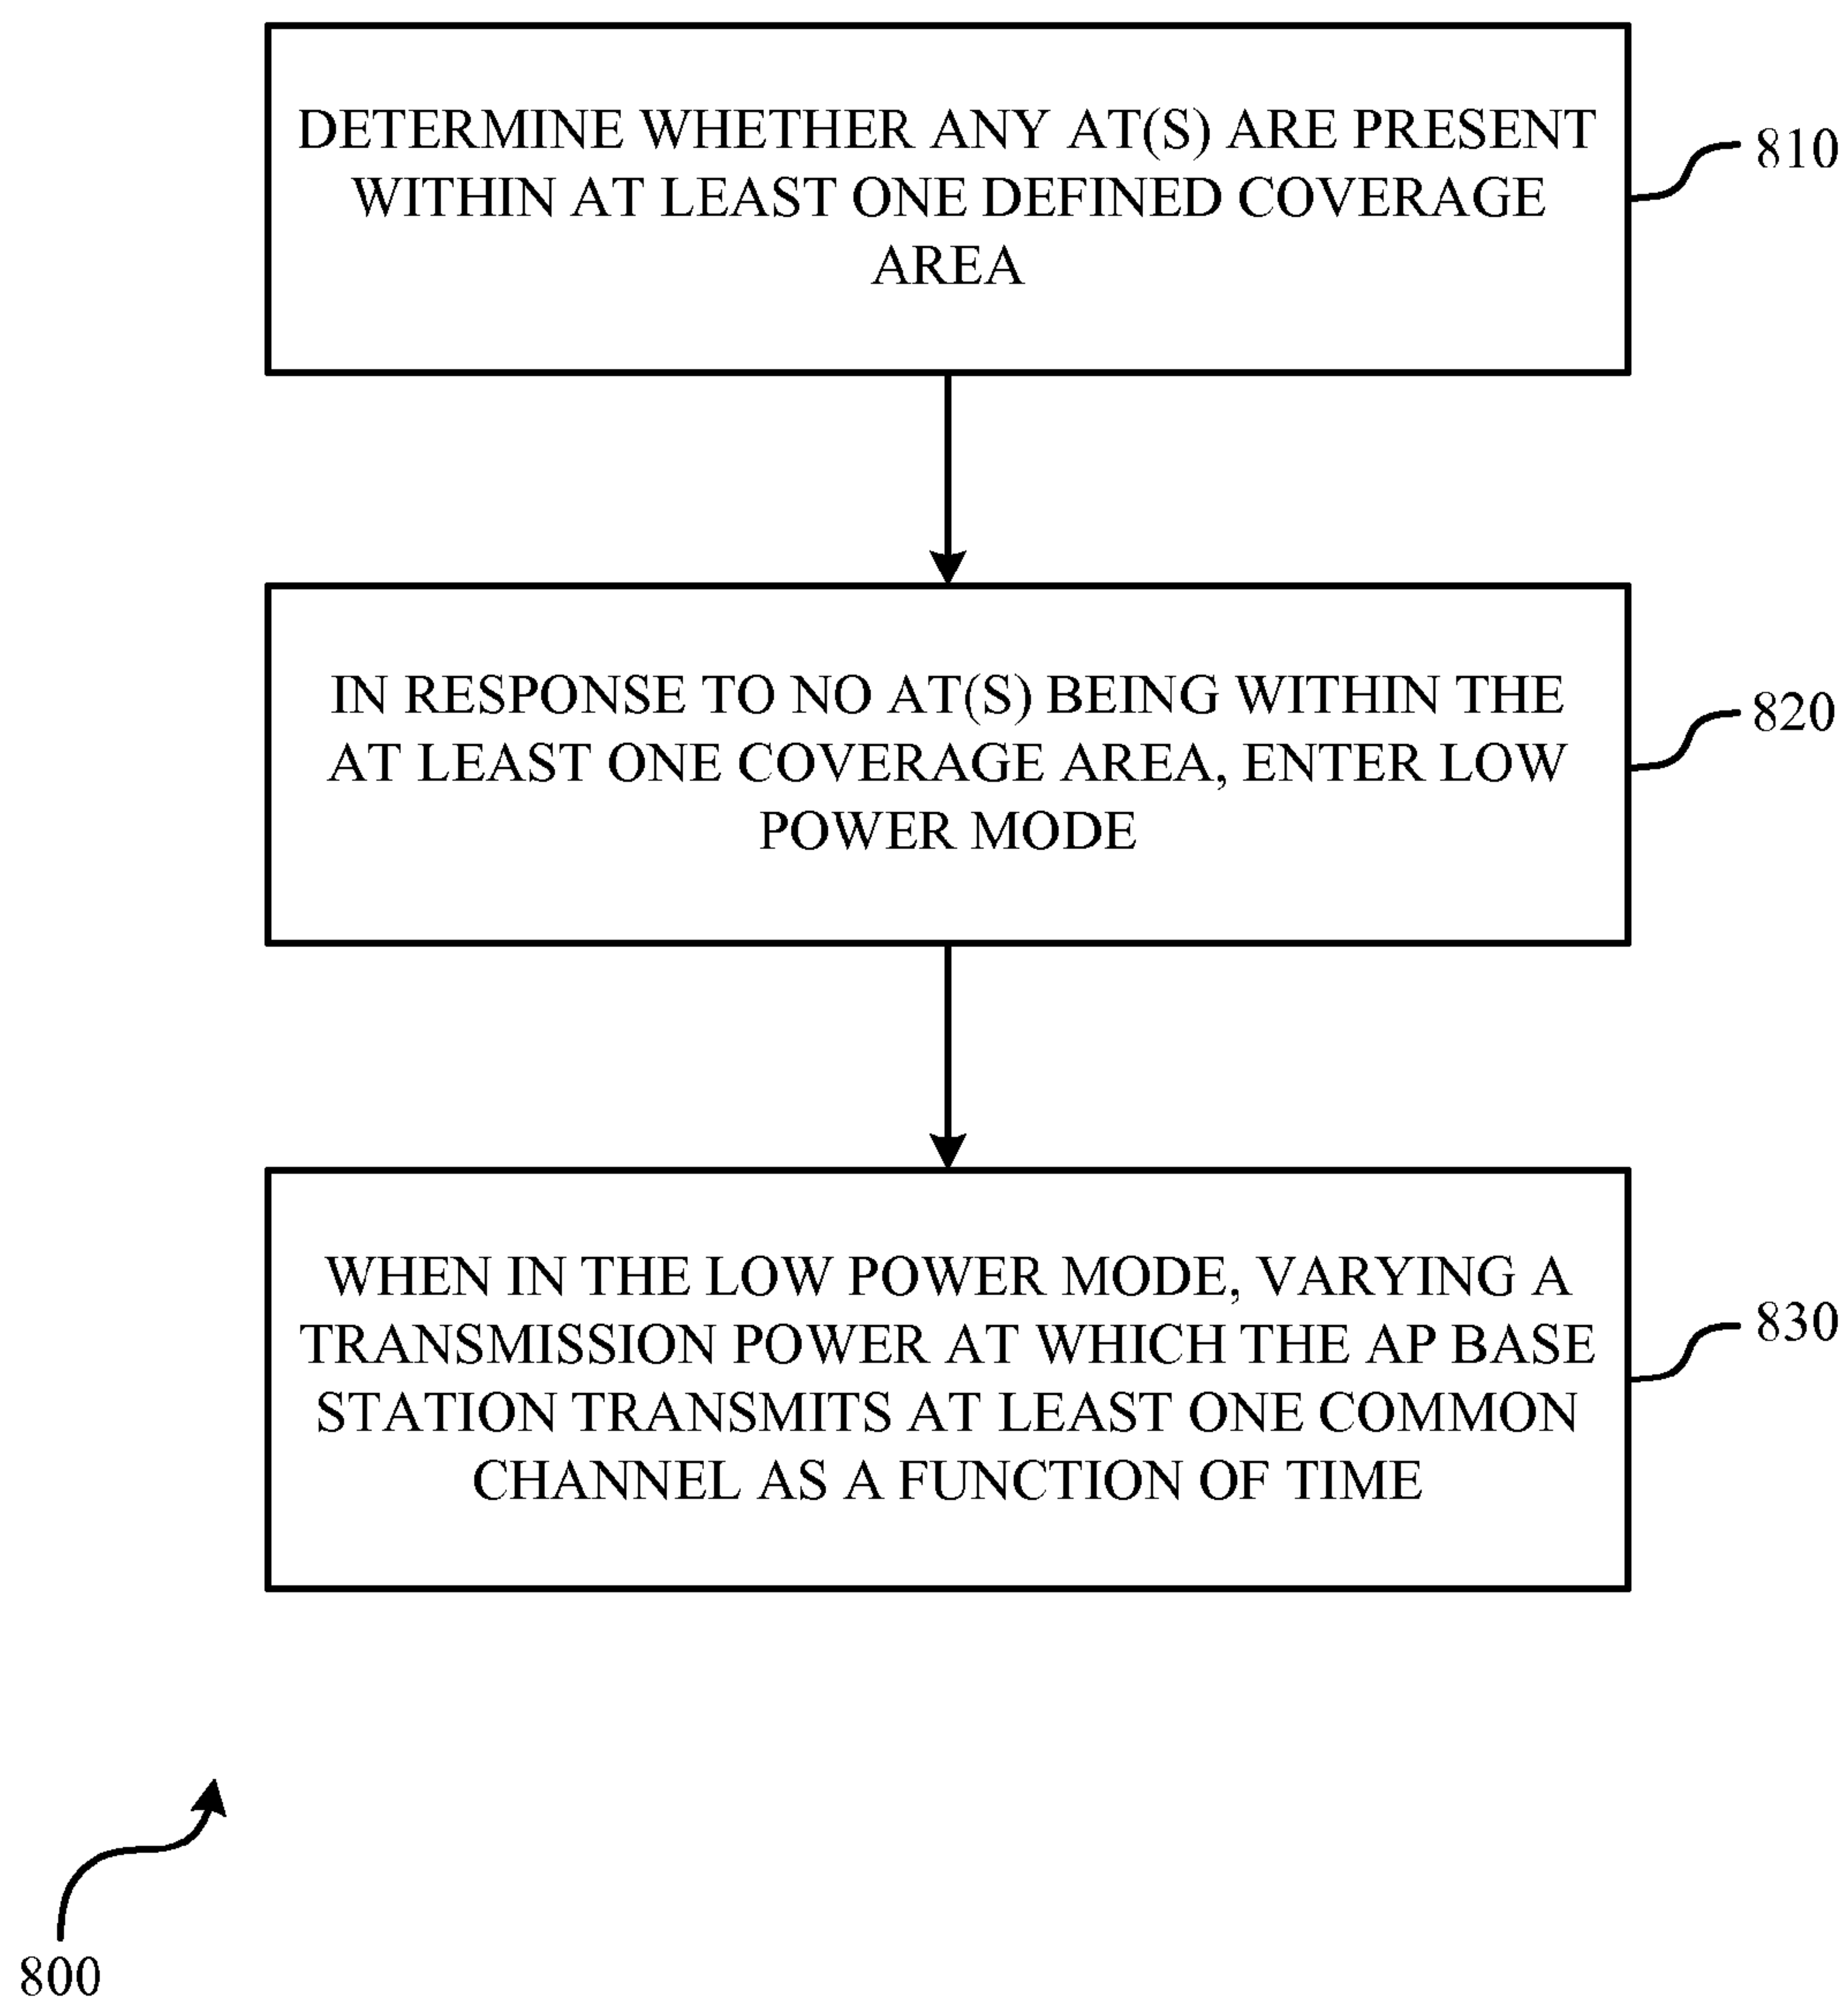 DETERMINE WHETHER ANY AT(S) ARE PRESENT
WITHIN AT LEAST ONE DEFINED COVERAGE
AREA
810
IN RESPONSE TO NO AT(S) BEING WITHIN THE
AT LEAST ONE COVERAGE AREA, ENTER LOW
POWER MODE
820
WHEN IN THE LOW POWER MODE, VARYING A
TRANSMISSION POWER AT WHICH THE AP BASE
STATION TRANSMITS AT LEAST ONE COMMON
CHANNEL AS A FUNCTION OF TIME
830
800